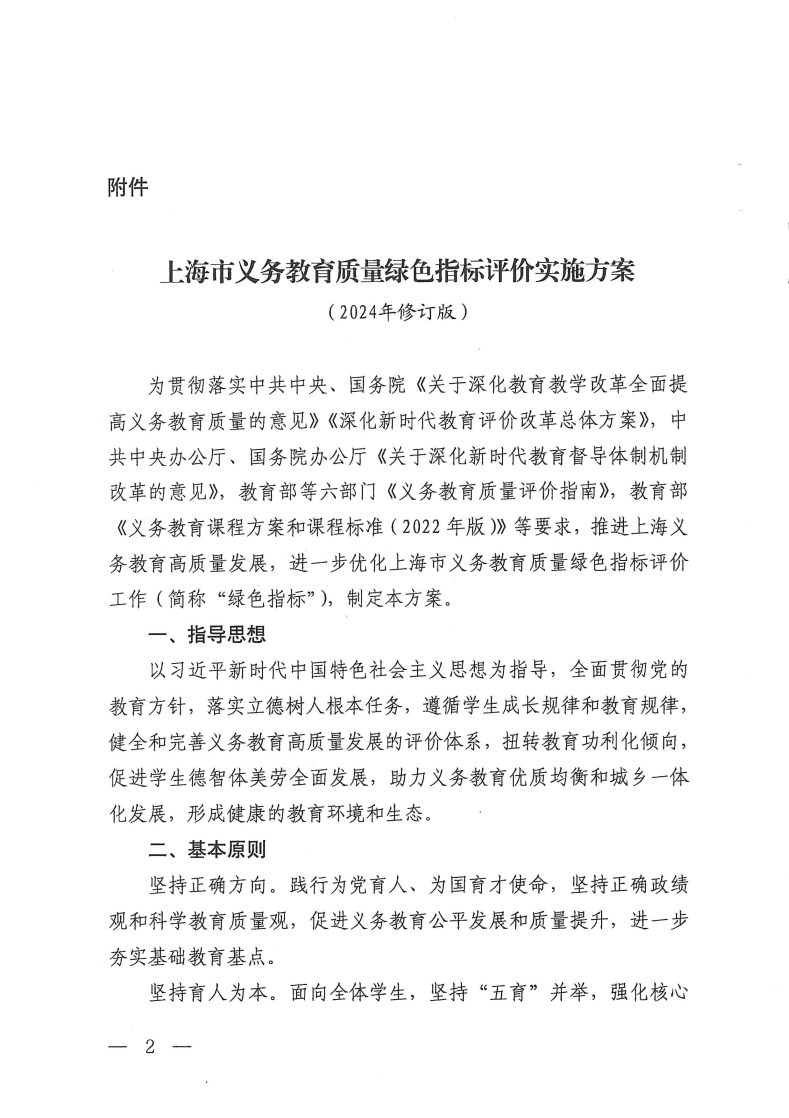 附件
上海市义务教育质量绿色指标评价实施方案
（2024年修订版）
为贯彻落实中共中央、国务院《关于深化教育教学改革全面提
高义务教育质量的意见》《深化新时代教育评价改革总体方案》，中
共中央办公厅、国务院办公厅《关于深化新时代教育督导体制机制
改革的意见》，教育部等六部门《义务教育质量评价指南》，教育部
《义务教育课程方案和课程标准（2022年版）》等要求，推进上海义
务教育高质量发展，进一步优化上海市义务教育质量绿色指标评价
工作（简称“绿色指标”），制定本方案。
一、指导思想
以习近平新时代中国特色社会主义思想为指导，全面贯彻党的
教育方针，落实立德树人根本任务，遵循学生成长规律和教育规律，
健全和完善义务教育高质量发展的评价体系，扭转教育功利化倾向，
促进学生德智体美劳全面发展，助力义务教育优质均衡和城乡一体
化发展，形成健康的教育环境和生态。
二、基本原则
坚持正确方向。践行为党育人、为国育才使命，坚持正确政绩
观和科学教育质量观，促进义务教育公平发展和质量提升，进一步
夯实基础教育基点。
坚持育人为本。面向全体学生，坚持“五育”并举，强化核心
— 2 —